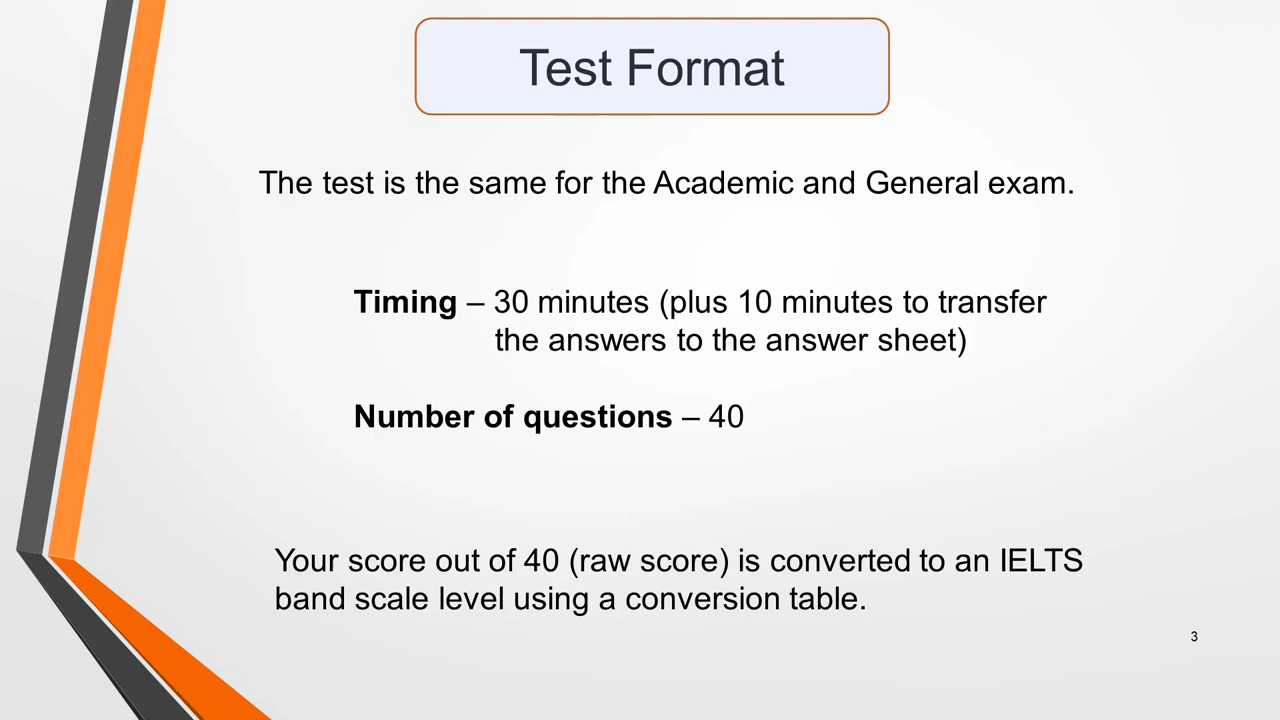 Test Format
The test is the same for the Academic and General exam.
Timing – 30 minutes (plus 10 minutes to transfer
the answers to the answer sheet)
Number of questions – 40
Your score out of 40 (raw score) is converted to an IELTS
band scale level using a conversion table.
3